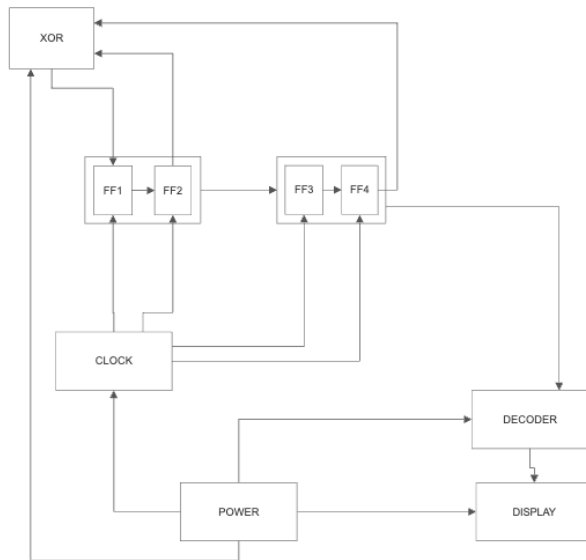 XOR
FF1
FF2
FF3
FF4
CLOCK
DECODER
POWER
DISPLAY